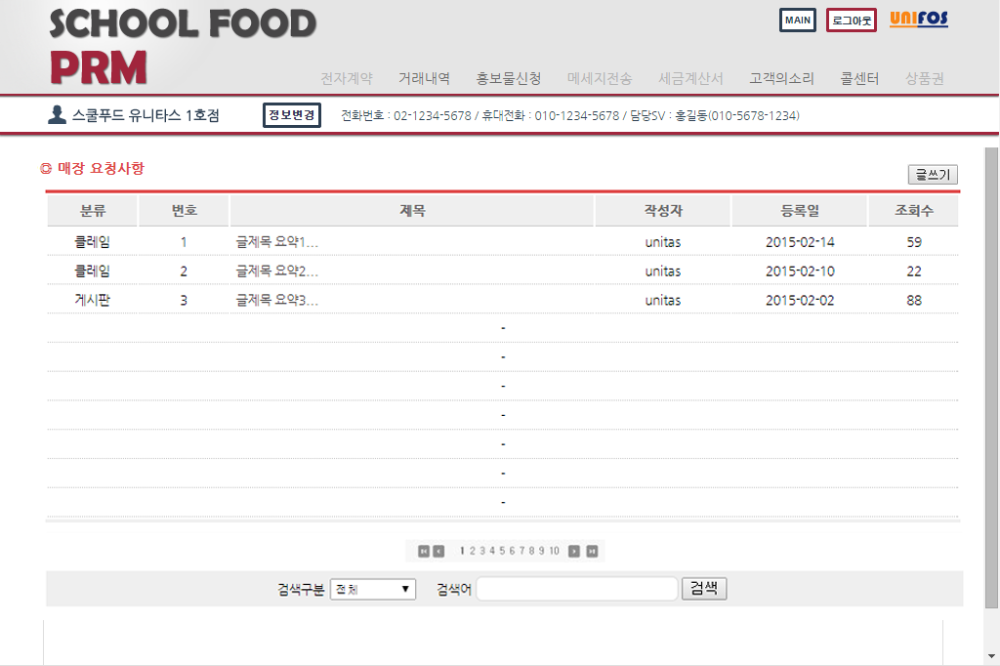 SCHOOL FOOD
PRM
MAIN 로그아웃 UNIFOS
전자계약 거래내역 홍보물신청 메세지전송 세금계산서 고객의소리 콜센터 상품권
스쿨푸드 유니타스 1호점 정보변경 전화번호 : 02-1234-5678 / 휴대전화 : 010-1234-5678 / 담당SV : 홍길동(010-5678-1234)
◎ 매장 요청사항
글쓰기
분류 번호 제목 작성자 등록일 조회수
클레임 1 글제목 요약1... unitas 2015-02-14 59
클레임 2 글제목 요약2... unitas 2015-02-10 22
게시판 3 글제목 요약3... unitas 2015-02-02 88
-
-
-
-
-
-
-
1 2 3 4 5 6 7 8 9 10
검색구분 전체 검색어 검색